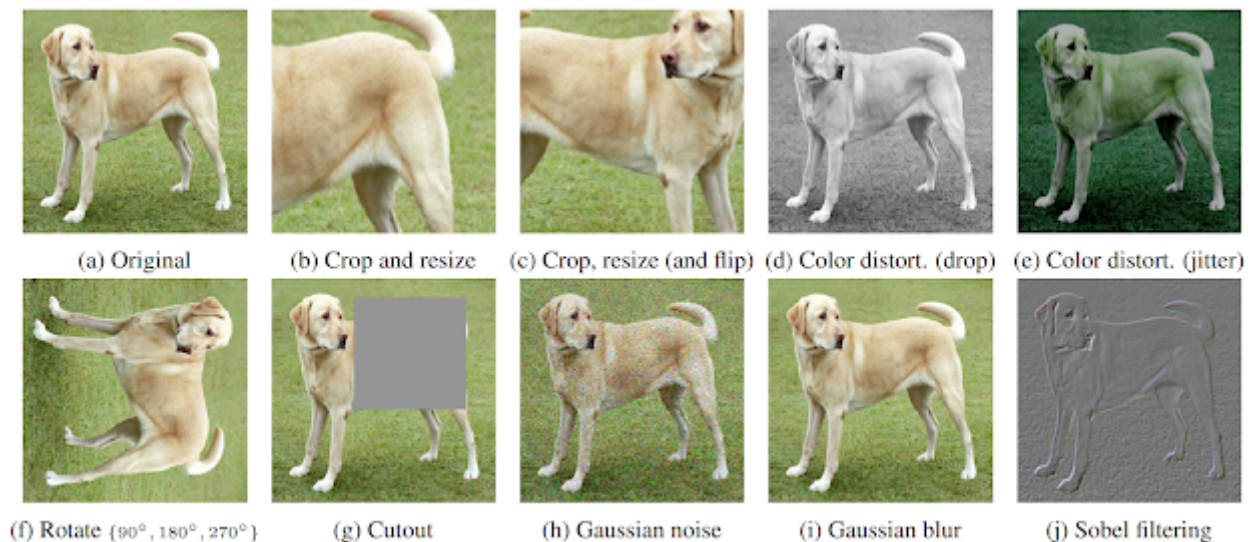 (a) Original
(b) Crop and resize
(c) Crop, resize (and flip)
(d) Color distort. (drop)
(e) Color distort. (jitter)
(f) Rotate {90°, 180°, 270°}
(g) Cutout
(h) Gaussian noise
(i) Gaussian blur
(j) Sobel filtering